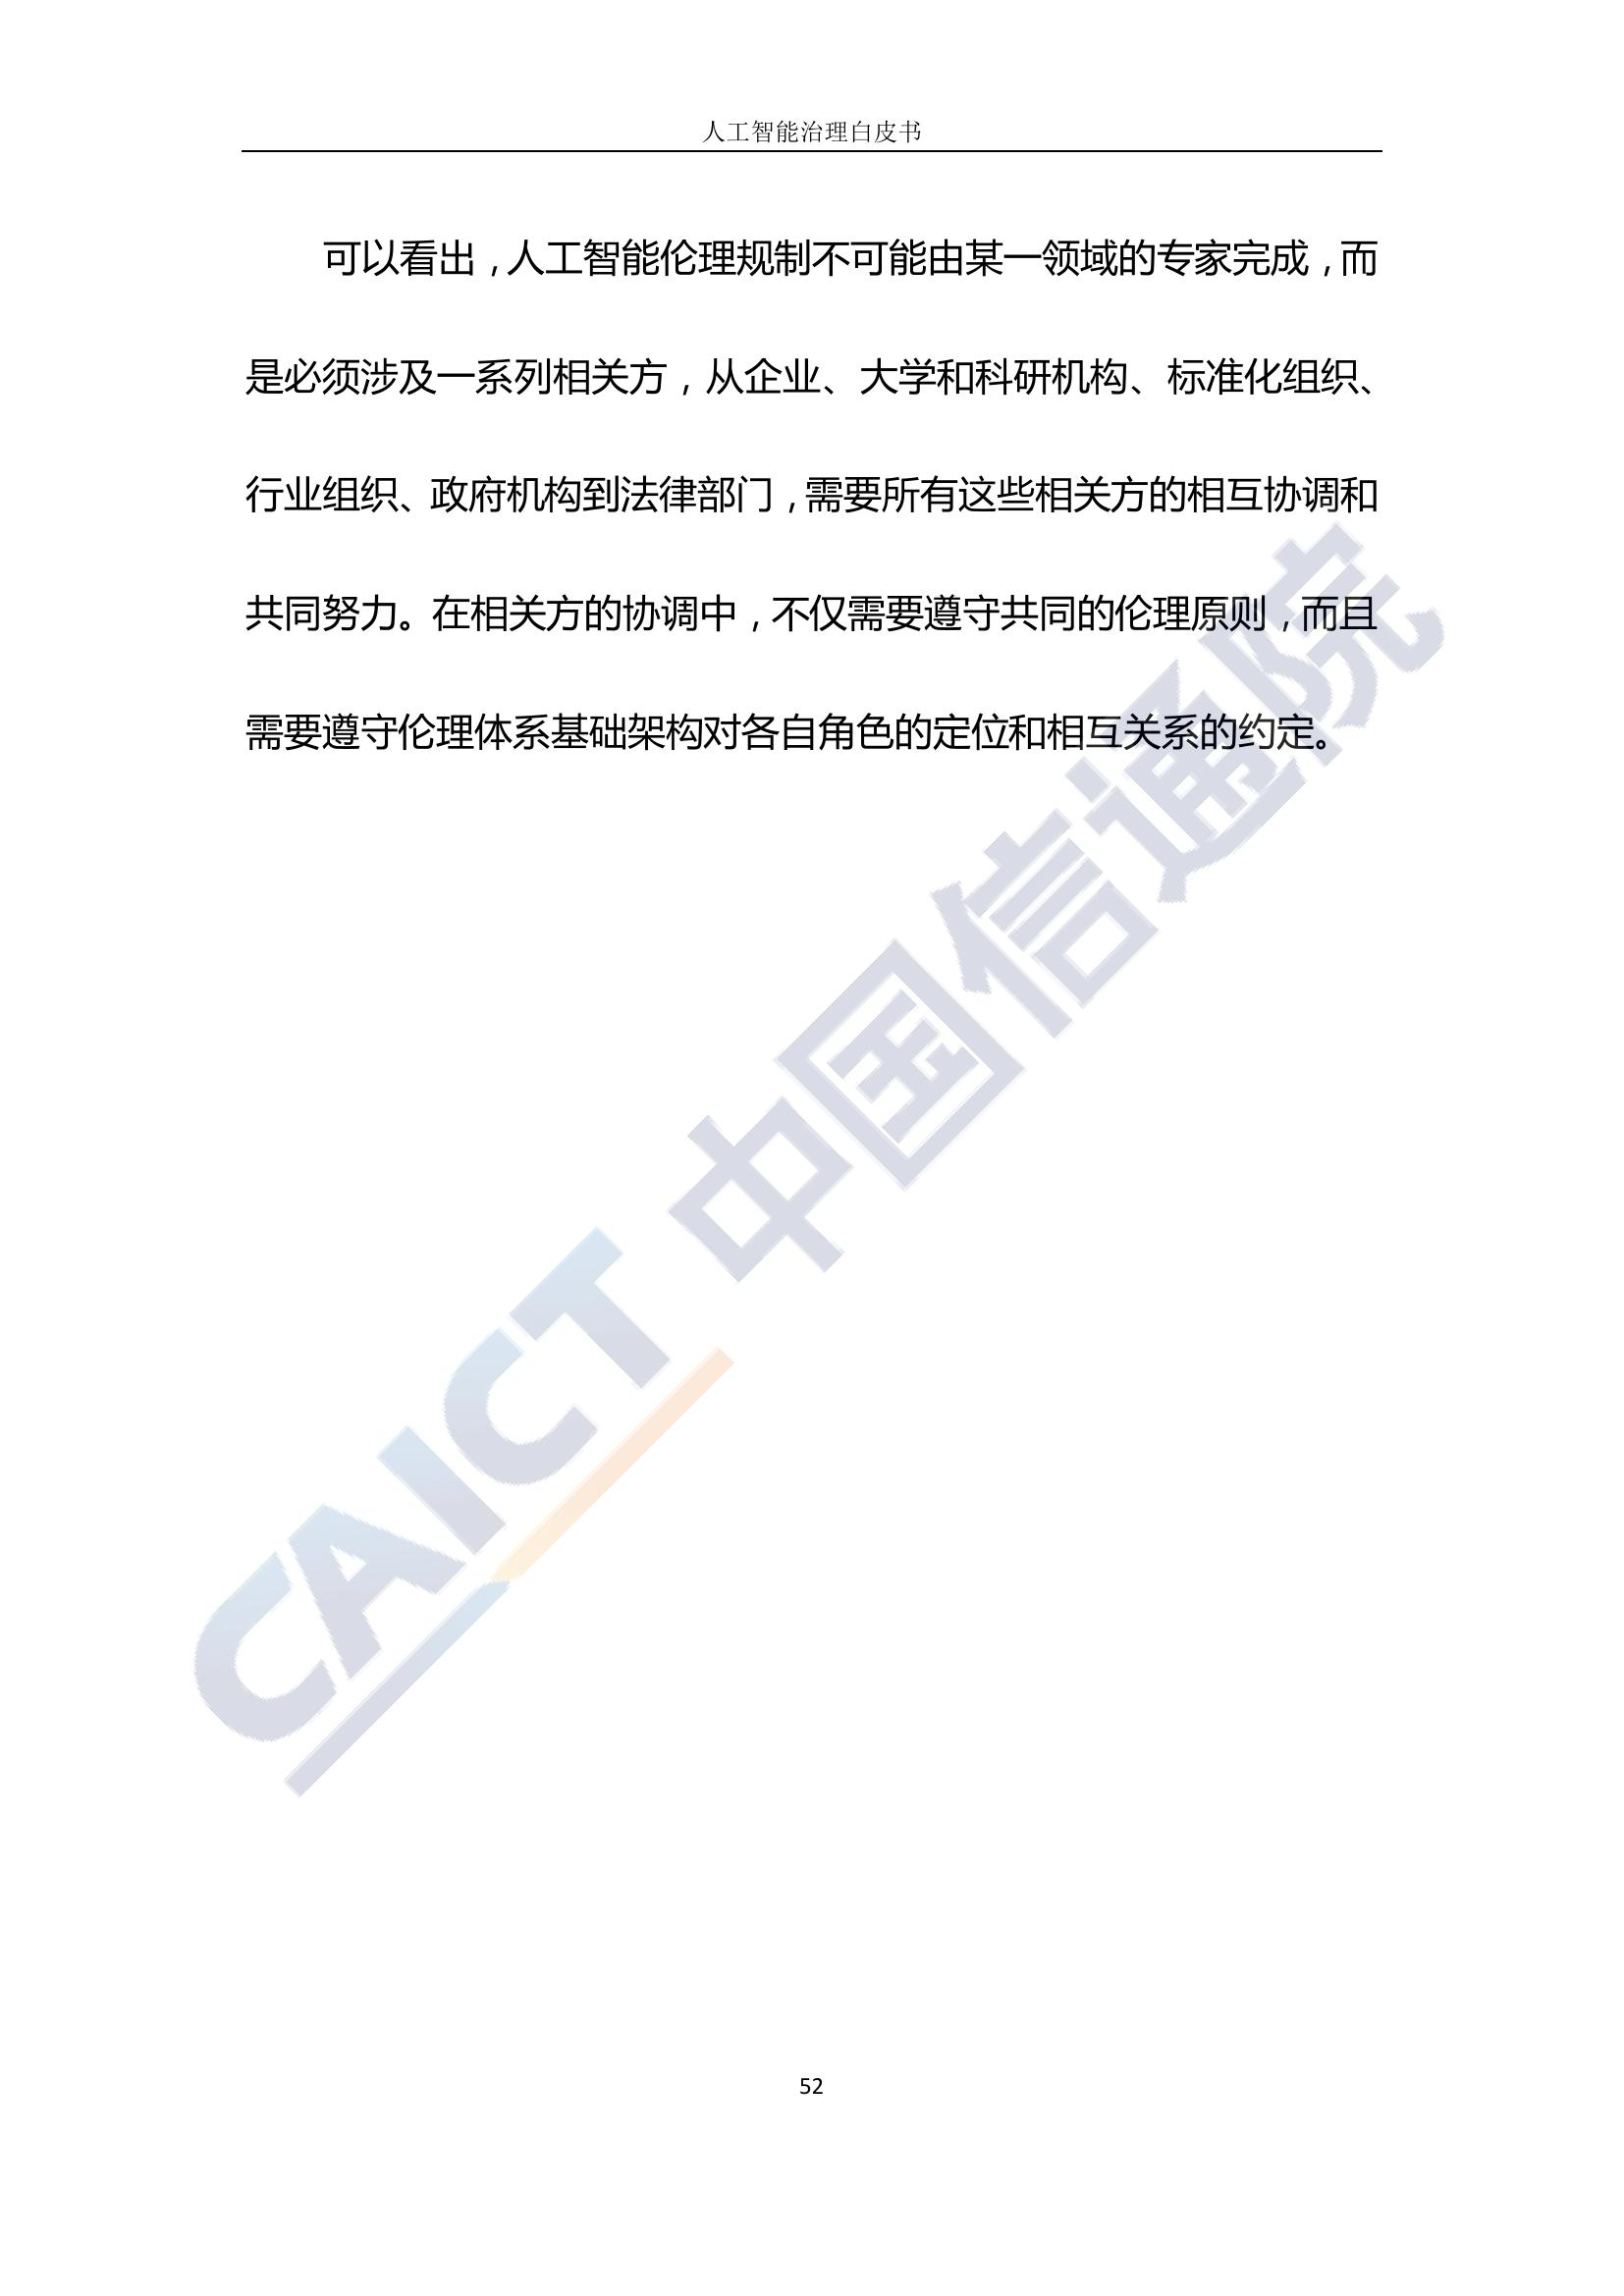 人工智能治理白皮书
可以看出，人工智能伦理规制不可能由某一领域的专家完成，而
是必须涉及一系列相关方，从企业、大学和科研机构、标准化组织、
行业组织、政府机构到法律部门，需要所有这些相关方的相互协调和
共同努力。在相关方的协调中，不仅需要遵守共同的伦理原则，而且
需要遵守伦理体系基础架构对各自角色的定位和相互关系的约定。
CAICT 中国信通院
52